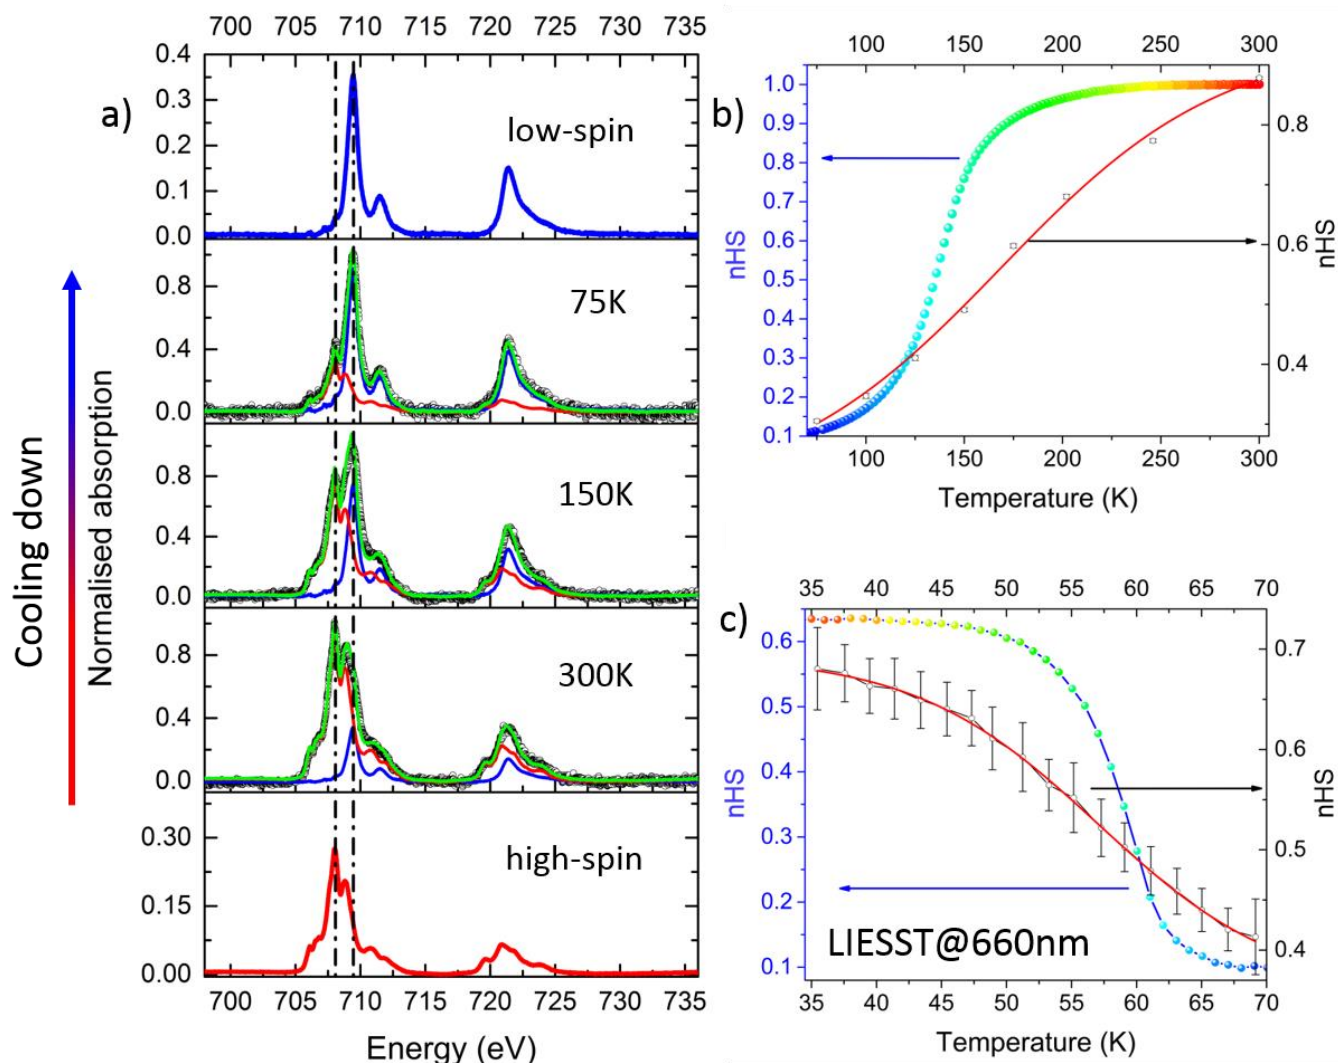 700 705 710 715 720 725 730 735
a)
0.4
0.3
0.2
0.1
0.0
low-spin
0.8
0.4
0.0
75K
0.8
0.4
0.0
150K
0.8
0.4
0.0
300K
0.30
0.15
0.00
high-spin
700 705 710 715 720 725 730 735
Energy (eV)
Normalised absorption
Cooling down
b)
100 150 200 250 300
1.0
0.9
0.8
0.7
0.6
0.5
0.4
0.3
0.2
0.1
nHS
0.8
0.6
0.4
nHS
100 150 200 250 300
Temperature (K)
c)
35 40 45 50 55 60 65 70
0.6
0.5
0.4
0.3
0.2
0.1
nHS
0.7
0.6
0.5
0.4
nHS
LIESST@660nm
35 40 45 50 55 60 65 70
Temperature (K)